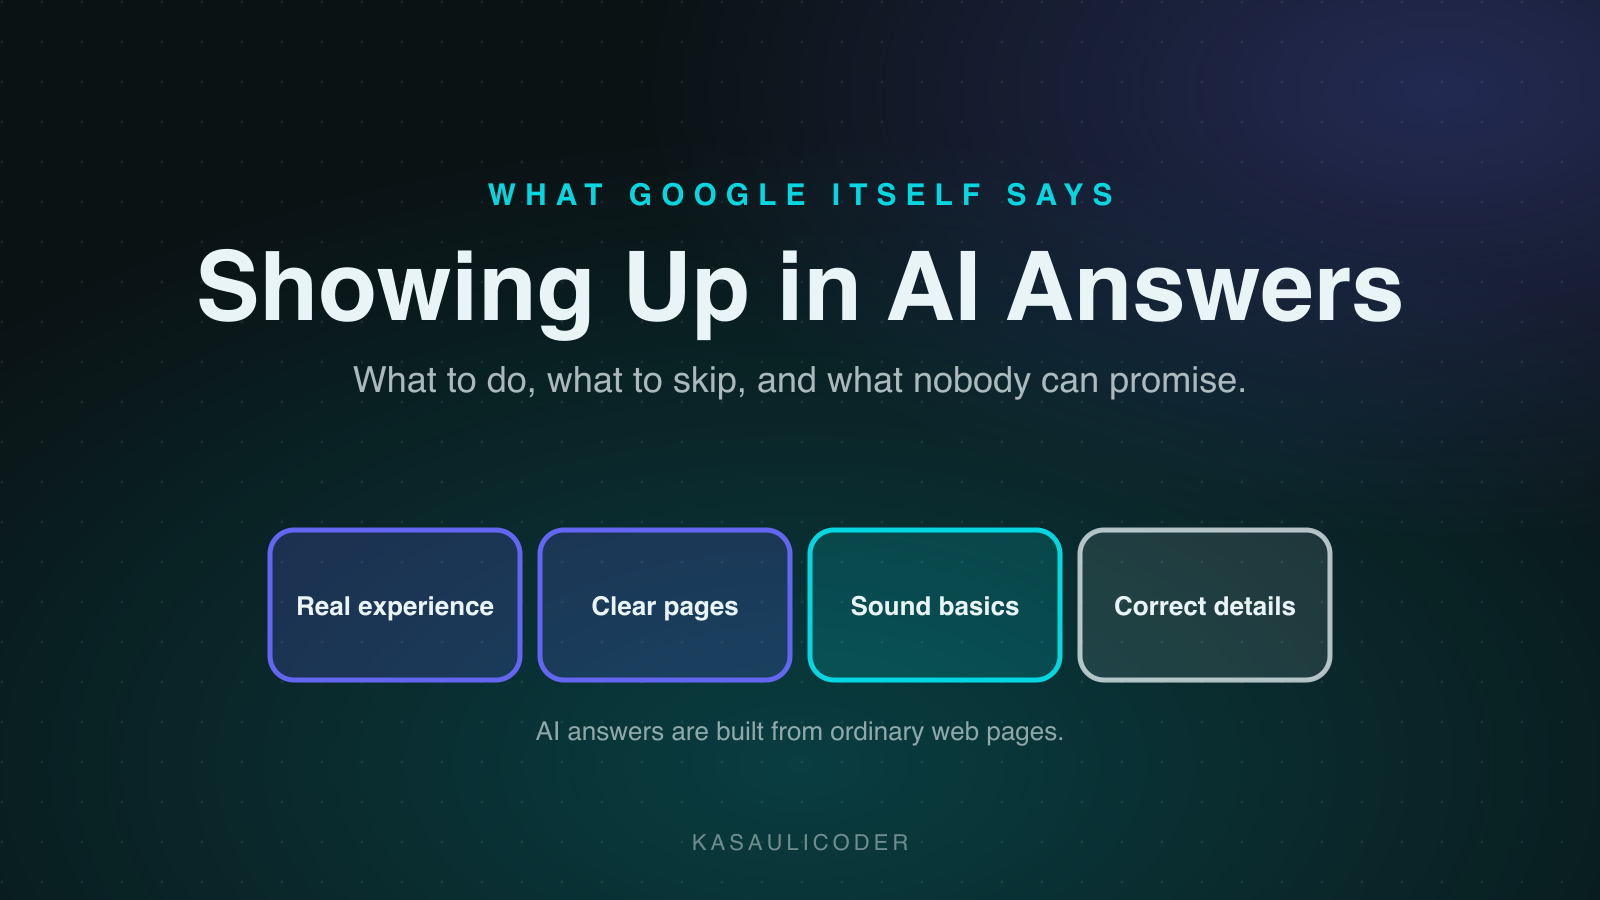 WHAT GOOGLE ITSELF SAYS
Showing Up in AI Answers
What to do, what to skip, and what nobody can promise.
Real experience
Clear pages
Sound basics
Correct details
AI answers are built from ordinary web pages.
KASAULICODER